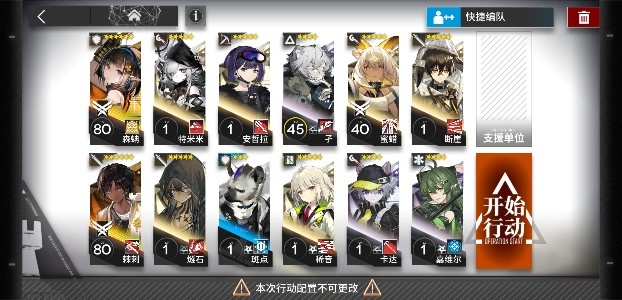 快捷编队
80 森蚺
1 特米米
1 安哲拉
45 孑
40 蜜蜡
1 断崖
支援单位
80 棘刺
1 燧石
1 斑点
1 稀音
1 卡达
1 嘉维尔
开始
行动
OPERATION START
本次行动配置不可更改